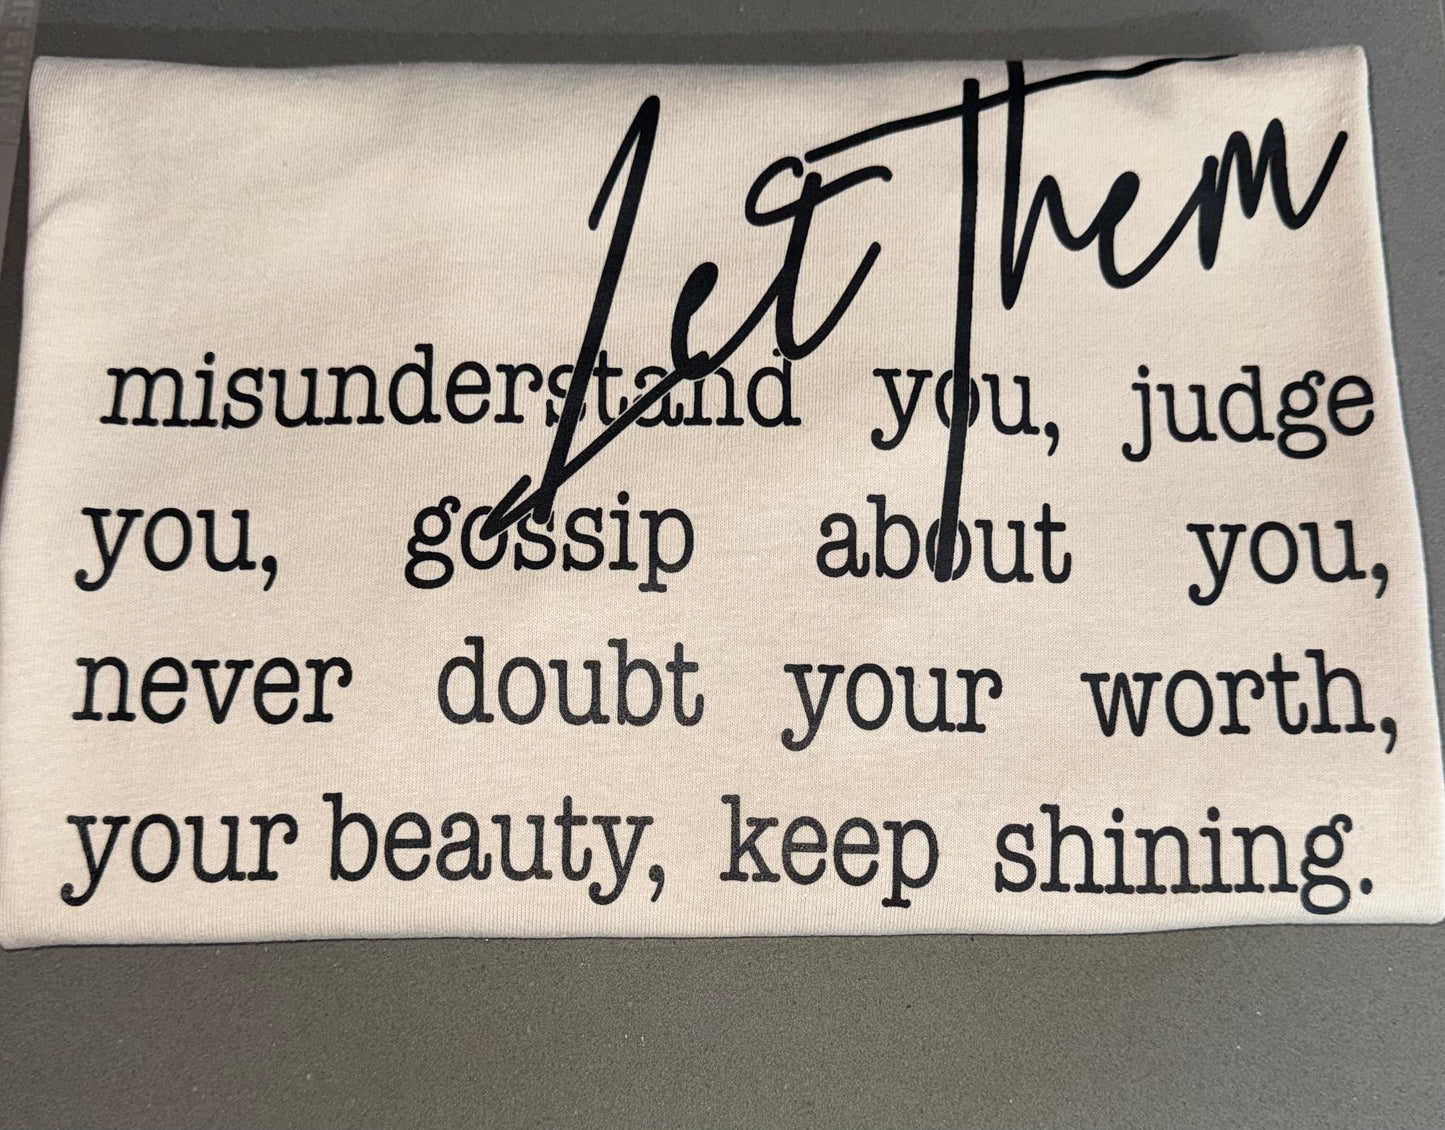 Let Them
misunderstand you, judge
you, gossip about you,
never doubt your worth,
your beauty, keep shining.